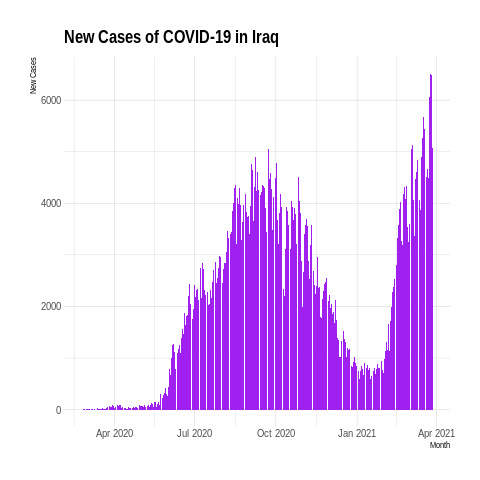 New Cases of COVID-19 in Iraq
New Cases
6000
4000
2000
0
Apr 2020 Jul 2020 Oct 2020 Jan 2021 Apr 2021
Month